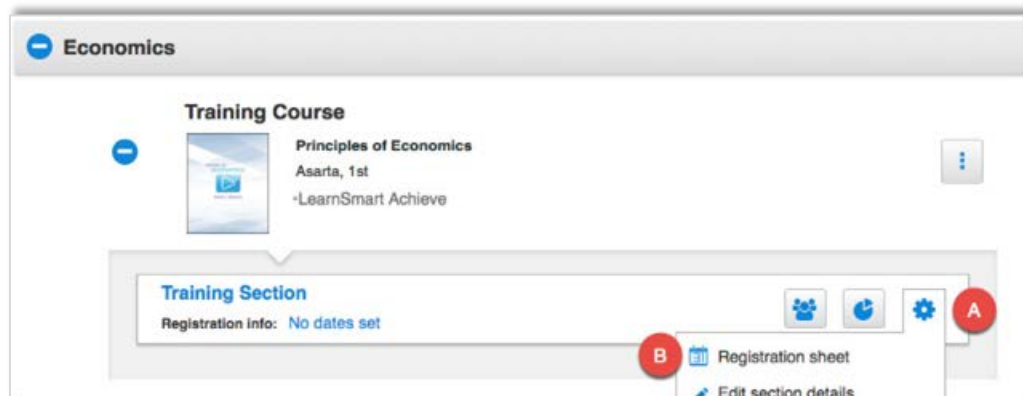 Economics
Training Course
Principles of Economics
Asarta, 1st
•LearnSmart Achieve
Training Section
Registration info: No dates set
A
B
Registration sheet
Edit section details